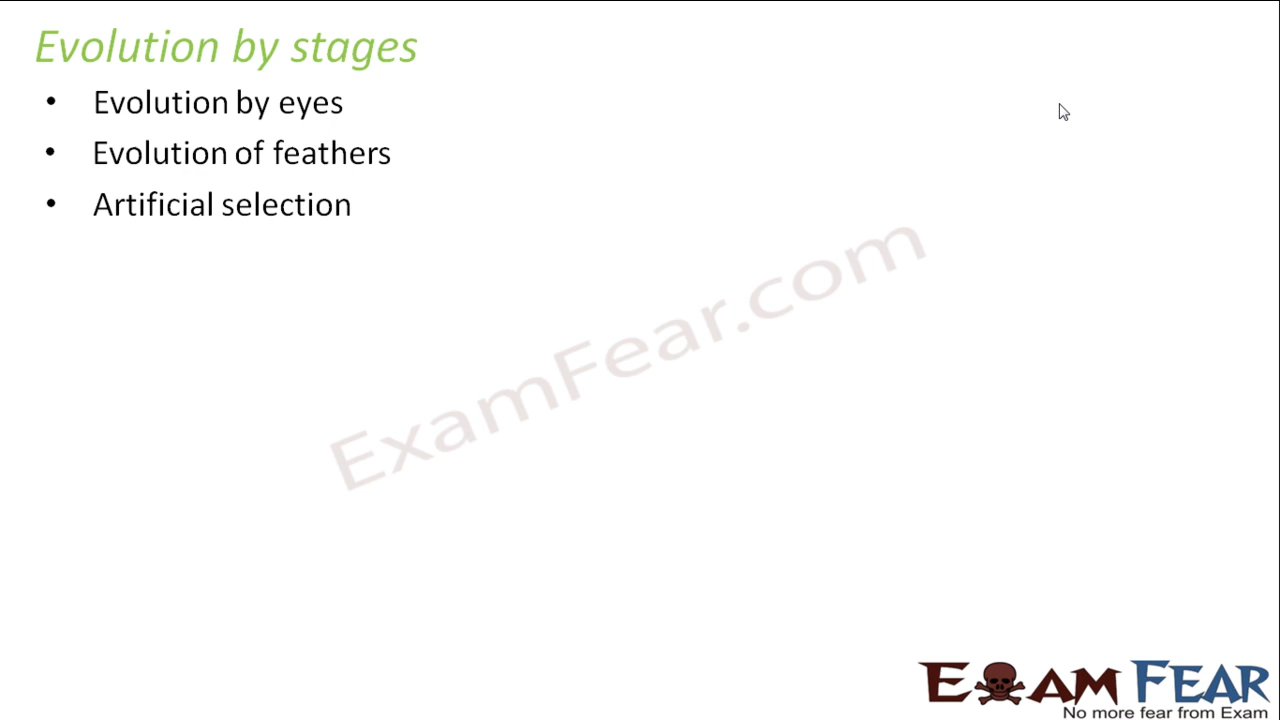 Evolution by stages
• Evolution by eyes
• Evolution of feathers
• Artificial selection
ExamFear.com
EXAM FEAR
No more fear from Exam